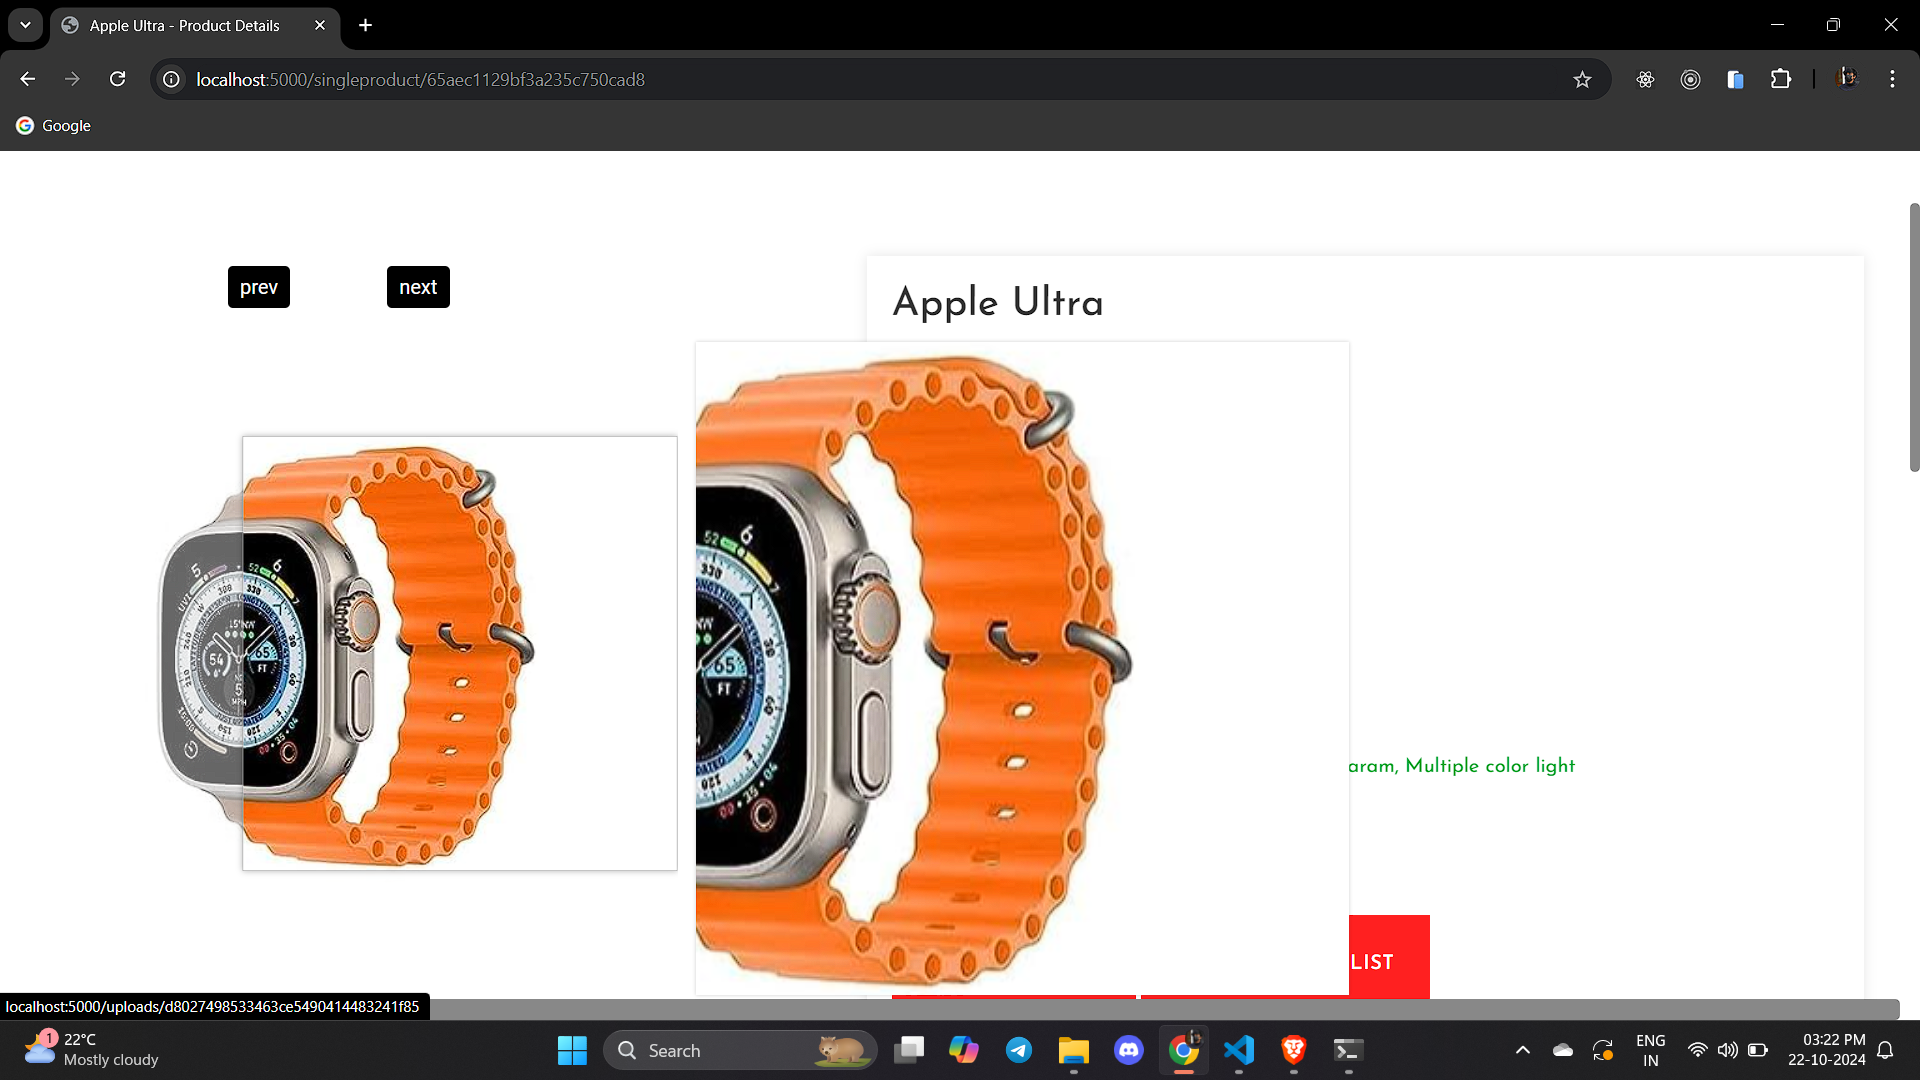 Apple Ultra - Product Details
localhost:5000/singleproduct/65aec1129bf3a235c750cad8
Google
prev
next
Apple Ultra
aram, Multiple color light
LIST
localhost:5000/uploads/d8027498533463ce5490414483241f85
1
22°C
Mostly cloudy
Search
ENG
IN
03:22 PM
22-10-2024